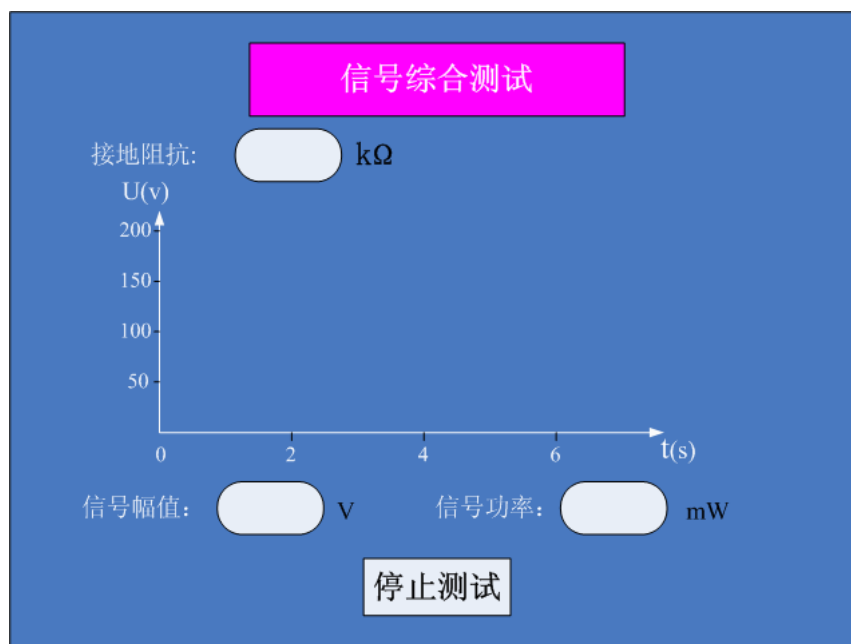 信号综合测试
接地阻抗: kΩ
U(v)
200
150
100
50
0 2 4 6 t(s)
信号幅值： V 信号功率： mW
停止测试